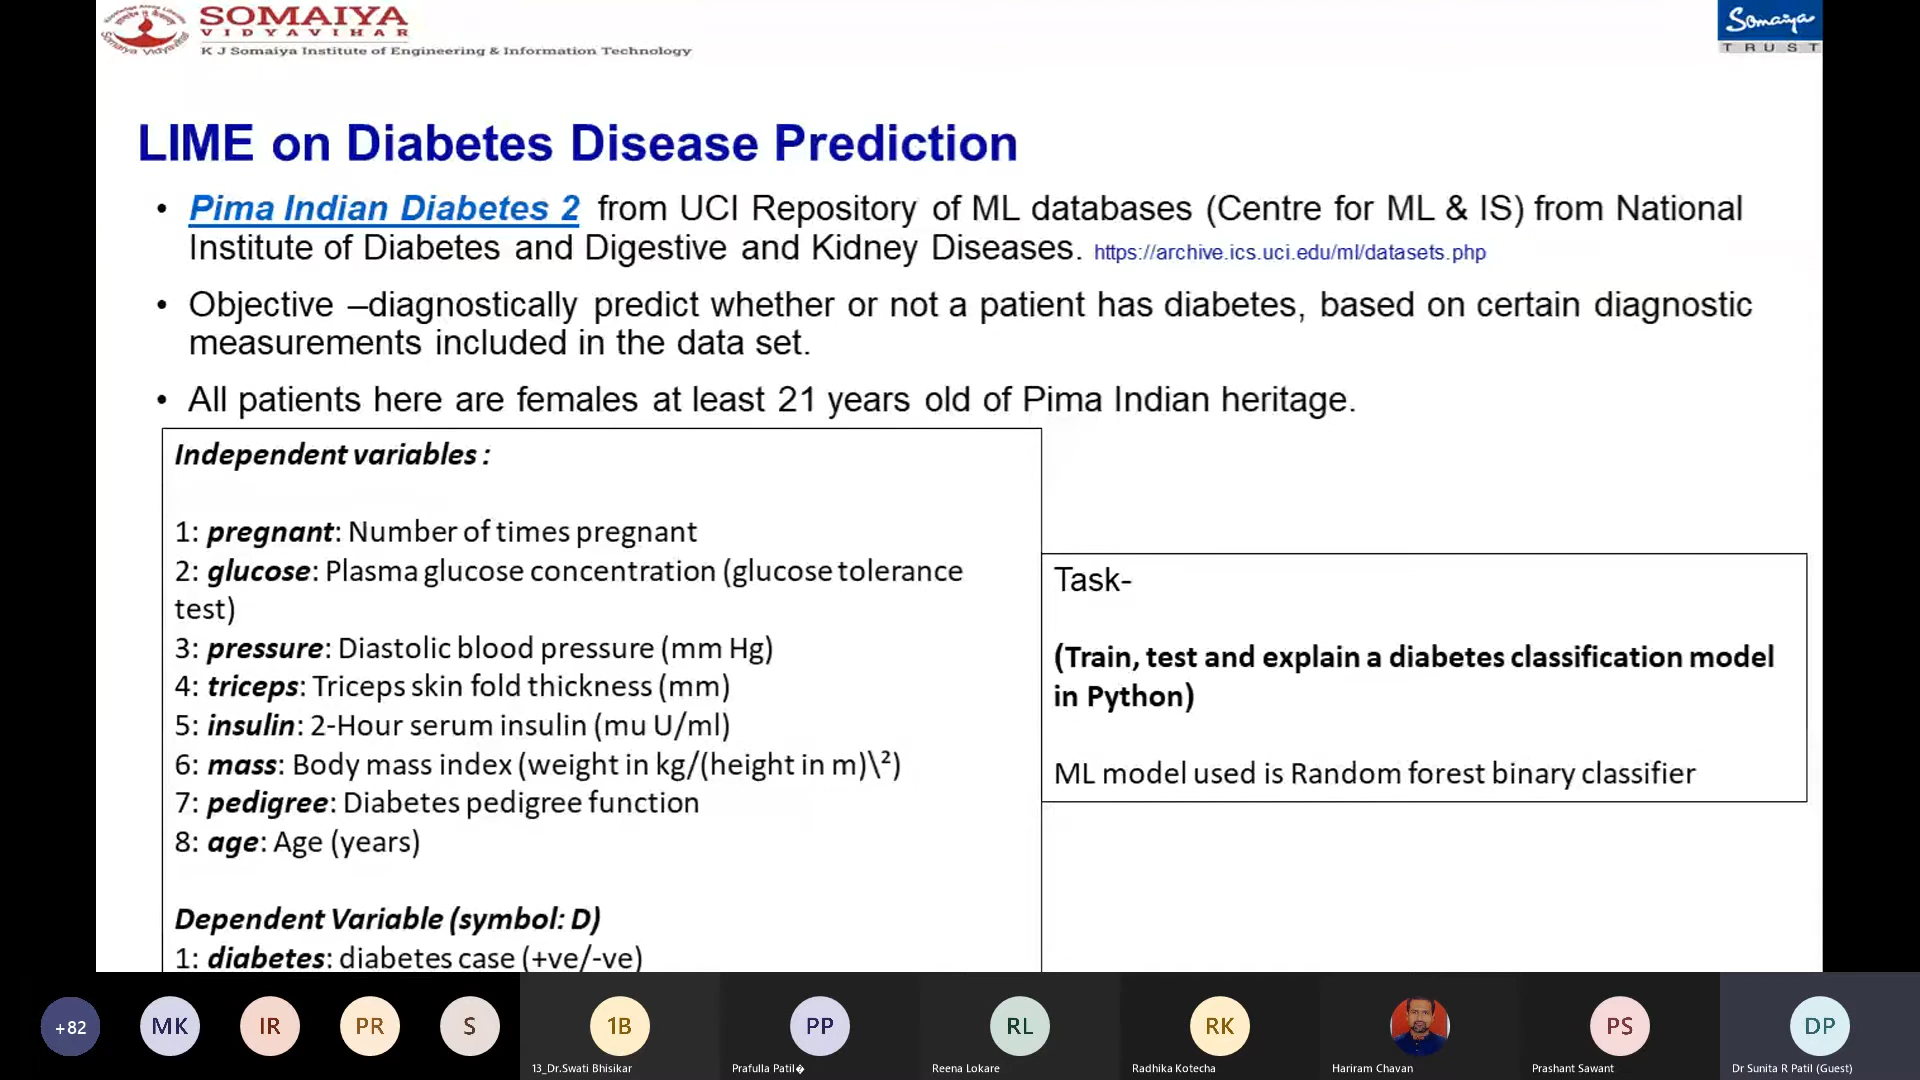 SOMAIYA
VIDYAVIHAR
K J Somaiya Institute of Engineering & Information Technology
Somaiya
TRUST
LIME on Diabetes Disease Prediction
• Pima Indian Diabetes 2 from UCI Repository of ML databases (Centre for ML & IS) from National
Institute of Diabetes and Digestive and Kidney Diseases. https://archive.ics.uci.edu/ml/datasets.php
• Objective –diagnostically predict whether or not a patient has diabetes, based on certain diagnostic
measurements included in the data set.
• All patients here are females at least 21 years old of Pima Indian heritage.
Independent variables :
1: pregnant: Number of times pregnant
2: glucose: Plasma glucose concentration (glucose tolerance
test)
3: pressure: Diastolic blood pressure (mm Hg)
4: triceps: Triceps skin fold thickness (mm)
5: insulin: 2-Hour serum insulin (mu U/ml)
6: mass: Body mass index (weight in kg/(height in m)\²)
7: pedigree: Diabetes pedigree function
8: age: Age (years)
Dependent Variable (symbol: D)
1: diabetes: diabetes case (+ve/-ve)
Task-
(Train, test and explain a diabetes classification model
in Python)
ML model used is Random forest binary classifier
+82
MK
IR
PR
S
1B
PP
RL
RK
PS
DP
13_Dr.Swati Bhisikar
Prafulla Patil�
Reena Lokare
Radhika Kotecha
Hariram Chavan
Prashant Sawant
Dr Sunita R Patil (Guest)